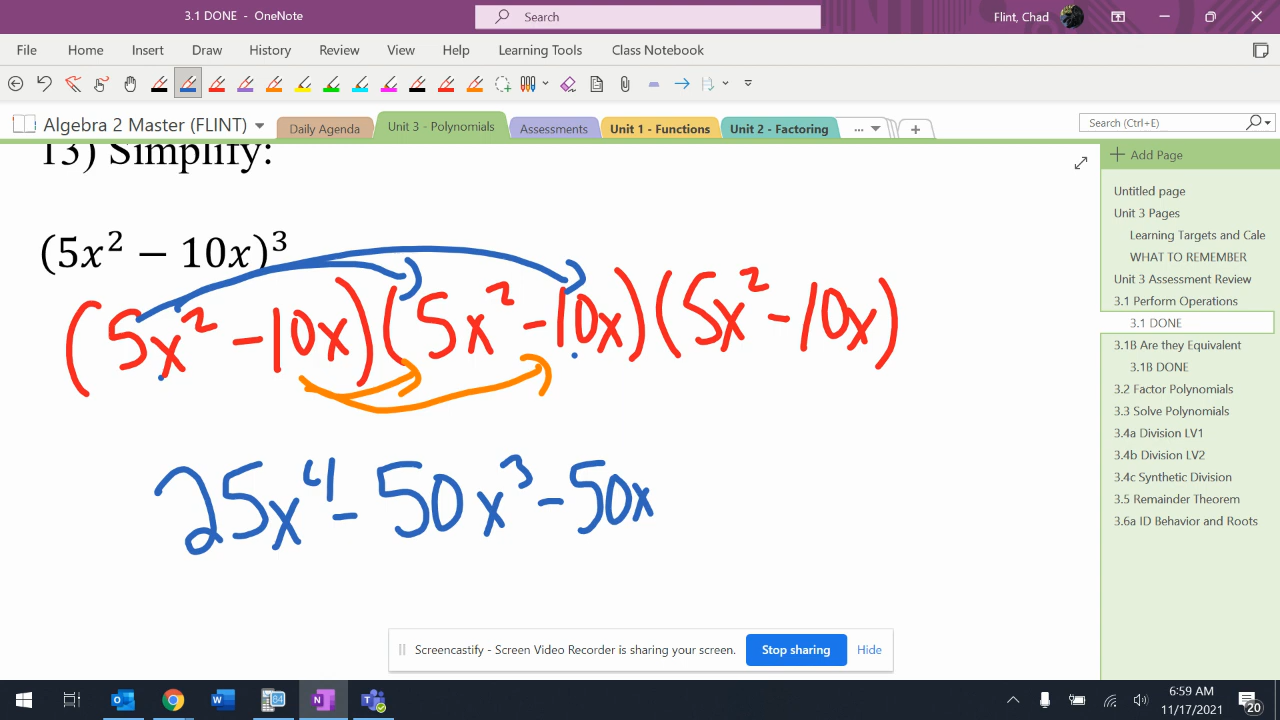 3.1 DONE - OneNote
Search
Flint, Chad
File Home Insert Draw History Review View Help Learning Tools Class Notebook
Algebra 2 Master (FLINT)
Daily Agenda
Unit 3 - Polynomials
Assessments
Unit 1 - Functions
Unit 2 - Factoring
...
Search (Ctrl+E)
Add Page
Untitled page
Unit 3 Pages
Learning Targets and Cale
WHAT TO REMEMBER
Unit 3 Assessment Review
3.1 Perform Operations
3.1 DONE
3.1B Are they Equivalent
3.1B DONE
3.2 Factor Polynomials
3.3 Solve Polynomials
3.4a Division LV1
3.4b Division LV2
3.4c Synthetic Division
3.5 Remainder Theorem
3.6a ID Behavior and Roots
13) Simplify:
(5x² − 10x)³
(5x² − 10x)(5x² − 10x)(5x² − 10x)
25x⁴ − 50x³ − 50x
Screencastify - Screen Video Recorder is sharing your screen.
Stop sharing
Hide
6:59 AM
11/17/2021
20